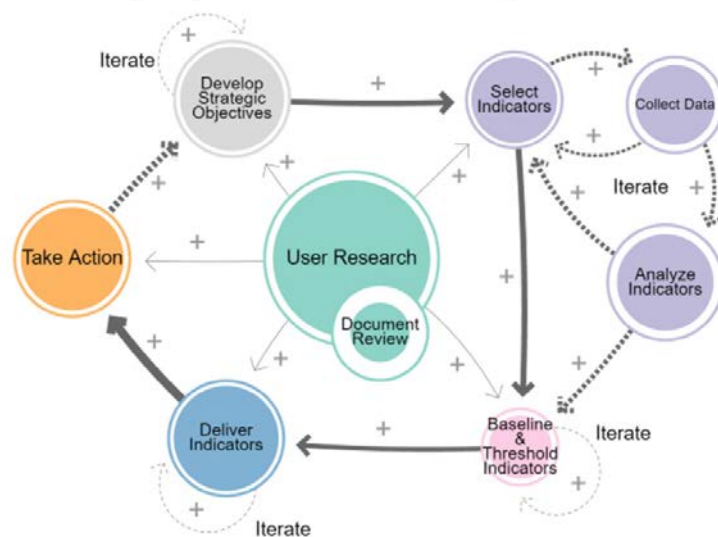 Iterate
Develop
Strategic
Objectives
+
+
Select
Indicators
+
Collect Data
+
+
+
Iterate
+
+
+
+
Take Action
+
User Research
Analyze
Indicators
+
Document
Review
+
+
+
+
Deliver
Indicators
+
Baseline
&
Threshold
Indicators
Iterate
+
+
Iterate